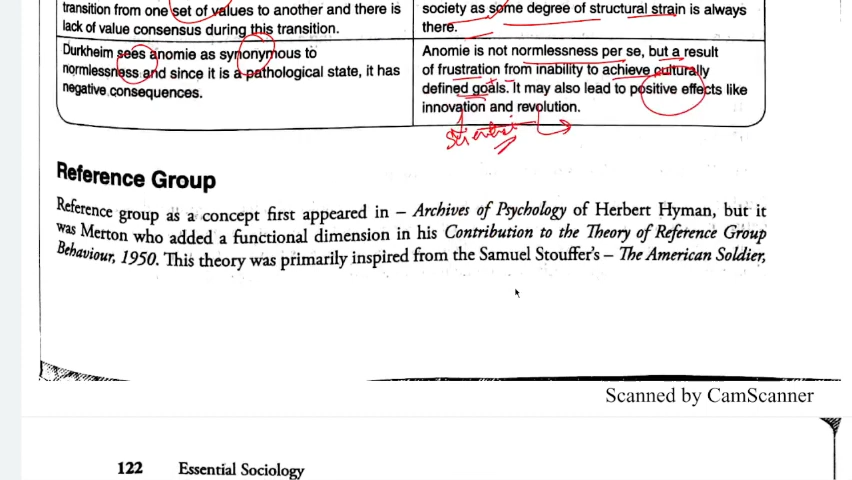 transition from one set of values to another and there is
lack of value consensus during this transition.
society as some degree of structural strain is always
there.
Durkheim sees anomie as synonymous to
normlessness and since it is a pathological state, it has
negative consequences.
Anomie is not normlessness per se, but a result
of frustration from inability to achieve culturally
defined goals. It may also lead to positive effects like
innovation and revolution.
Reference Group
Reference group as a concept first appeared in – Archives of Psychology of Herbert Hyman, but it
was Merton who added a functional dimension in his Contribution to the Theory of Reference Group
Behaviour, 1950. This theory was primarily inspired from the Samuel Stouffer's – The American Soldier,
Scanned by CamScanner
122 Essential Sociology